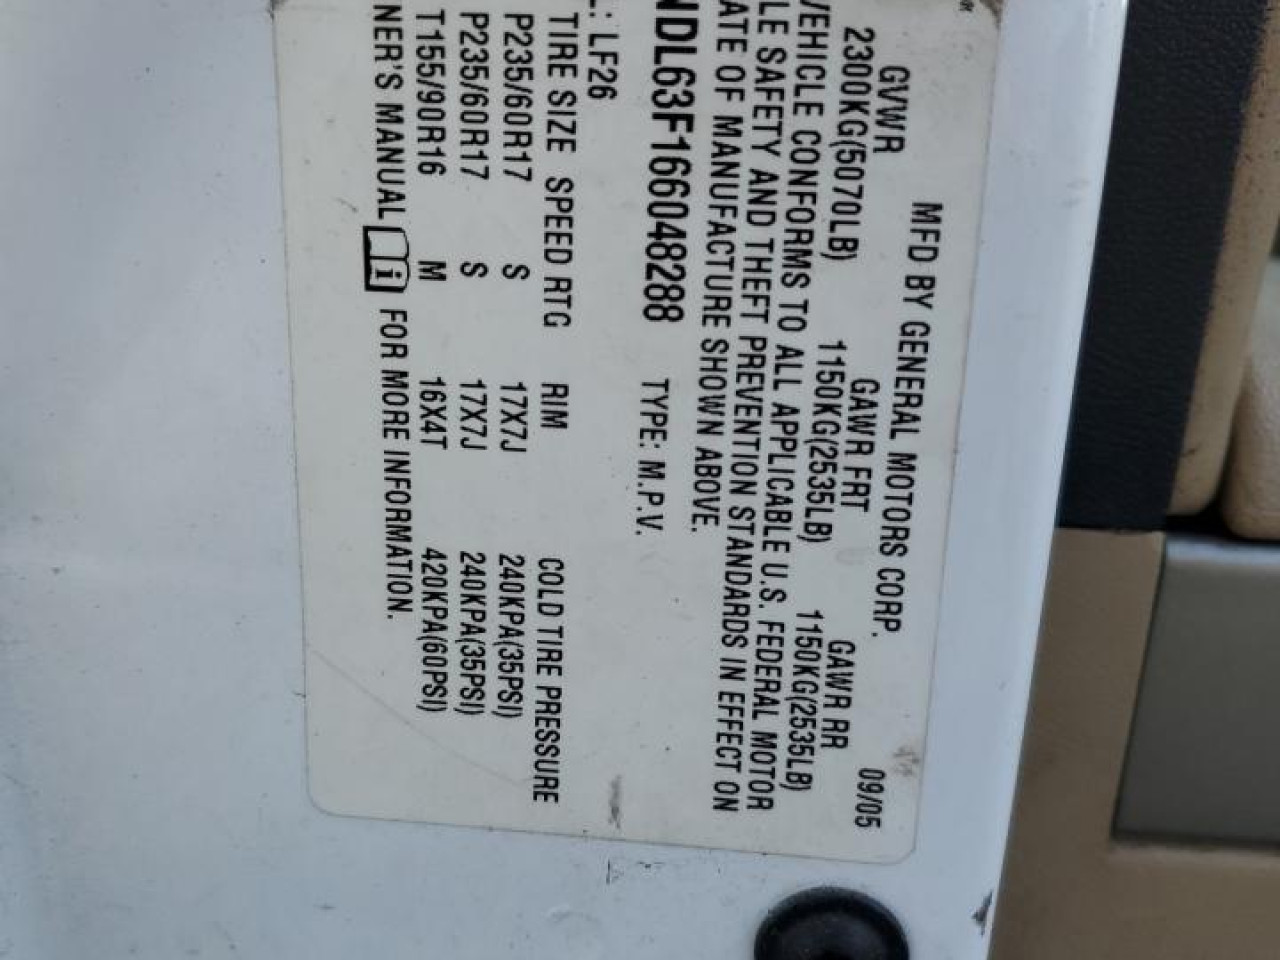 MFD BY GENERAL MOTORS CORP. 09/05
GVWR GAWR FRT GAWR RR
2300KG(5070LB) 1150KG(2535LB) 1150KG(2535LB)
VEHICLE CONFORMS TO ALL APPLICABLE U.S. FEDERAL MOTOR
LE SAFETY AND THEFT PREVENTION STANDARDS IN EFFECT ON
ATE OF MANUFACTURE SHOWN ABOVE.
NDL63F166048288 TYPE: M.P.V.
: LF26
TIRE SIZE SPEED RTG RIM COLD TIRE PRESSURE
P235/60R17 S 17X7J 240KPA(35PSI)
P235/60R17 S 17X7J 240KPA(35PSI)
T155/90R16 M 16X4T 420KPA(60PSI)
NER'S MANUAL i FOR MORE INFORMATION.